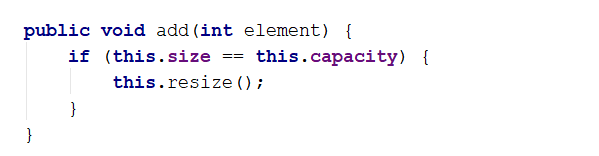 public void add(int element) {
    if (this.size == this.capacity) {
        this.resize();
    }
}